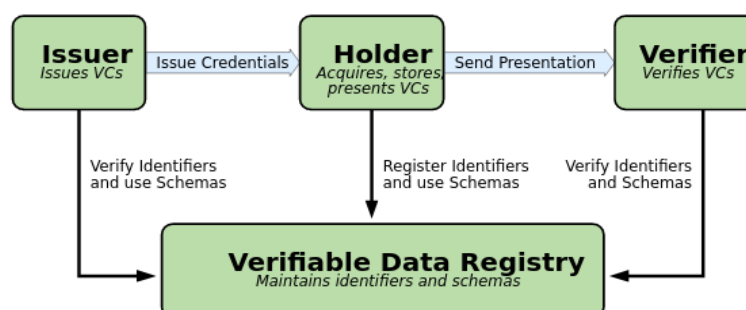 Issuer
Issues VCs
Issue Credentials
Holder
Acquires, stores,
presents VCs
Send Presentation
Verifier
Verifies VCs
Verify Identifiers
and use Schemas
Register Identifiers
and use Schemas
Verify Identifiers
and Schemas
Verifiable Data Registry
Maintains identifiers and schemas